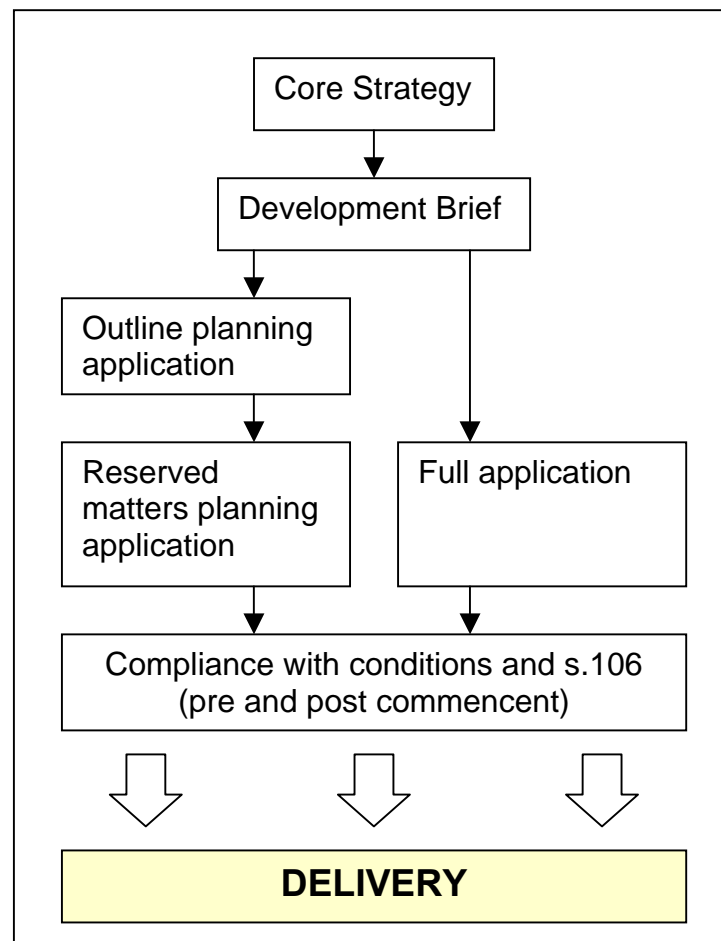 Core Strategy
Development Brief
Outline planning
application
Reserved
matters planning
application
Full application
Compliance with conditions and s.106
(pre and post commencent)
DELIVERY